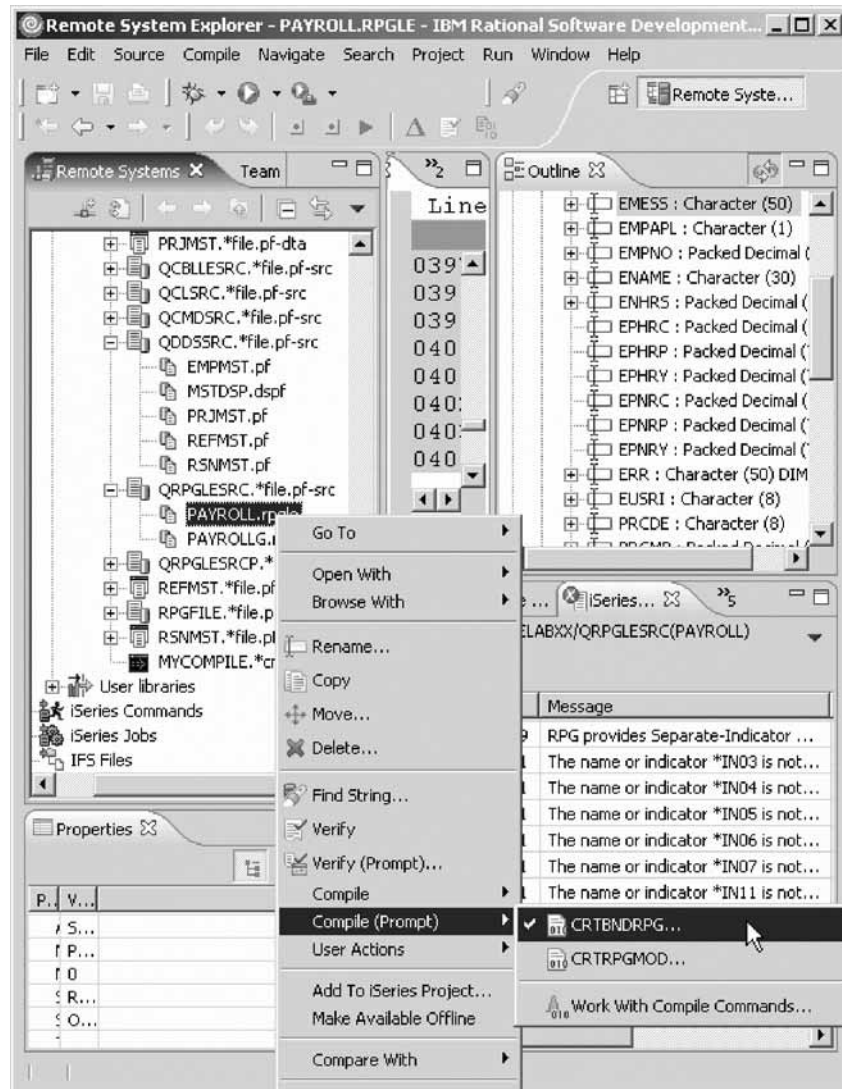 Remote System Explorer - PAYROLL.RPGLE - IBM Rational Software Development...
File Edit Source Compile Navigate Search Project Run Window Help
Remote Syste...
Remote Systems Team
PRJMST.*file.pf-dta
QCBLLESRC.*file.pf-src
QCLSRC.*file.pf-src
QCMDSRC.*file.pf-src
QDDSSRC.*file.pf-src
EMPMST.pf
MSTDSP.dspf
PRJMST.pf
REFMST.pf
RSNMST.pf
QRPGLESRC.*file.pf-src
PAYROLL.rpgle
PAYROLLG.r
QRPGLESRCP.*
REFMST.*file.pf
RPGFILE.*file.p
RSNMST.*file.pf
MYCOMPILE.*cr
User libraries
iSeries Commands
iSeries Jobs
IFS Files
»2
Line
039
039
039
040
040
040
040
040
Outline
EMESS : Character (50)
EMPAPL : Character (1)
EMPNO : Packed Decimal (
ENAME : Character (30)
ENHRS : Packed Decimal (
EPHRC : Packed Decimal (
EPHRP : Packed Decimal (
EPHRY : Packed Decimal (
EPNRC : Packed Decimal (
EPNRP : Packed Decimal (
EPNRY : Packed Decimal (
ERR : Character (50) DIM
EUSRI : Character (8)
PRCDE : Character (8)
Go To
Open With
Browse With
Rename...
Copy
Move...
Delete...
Find String...
Verify
Verify (Prompt)...
Compile
Compile (Prompt)
User Actions
Add To iSeries Project...
Make Available Offline
Compare With
CRTBNDRPG...
CRTRPGMOD...
Work With Compile Commands...
e ... iSeries... »5
ELABXX/QRPGLESRC(PAYROLL)
Message
RPG provides Separate-Indicator ...
The name or indicator *IN03 is not...
The name or indicator *IN04 is not...
The name or indicator *IN05 is not...
The name or indicator *IN06 is not...
The name or indicator *IN07 is not...
The name or indicator *IN11 is not...
Properties
P... V...
S...
P...
0
R...
O...